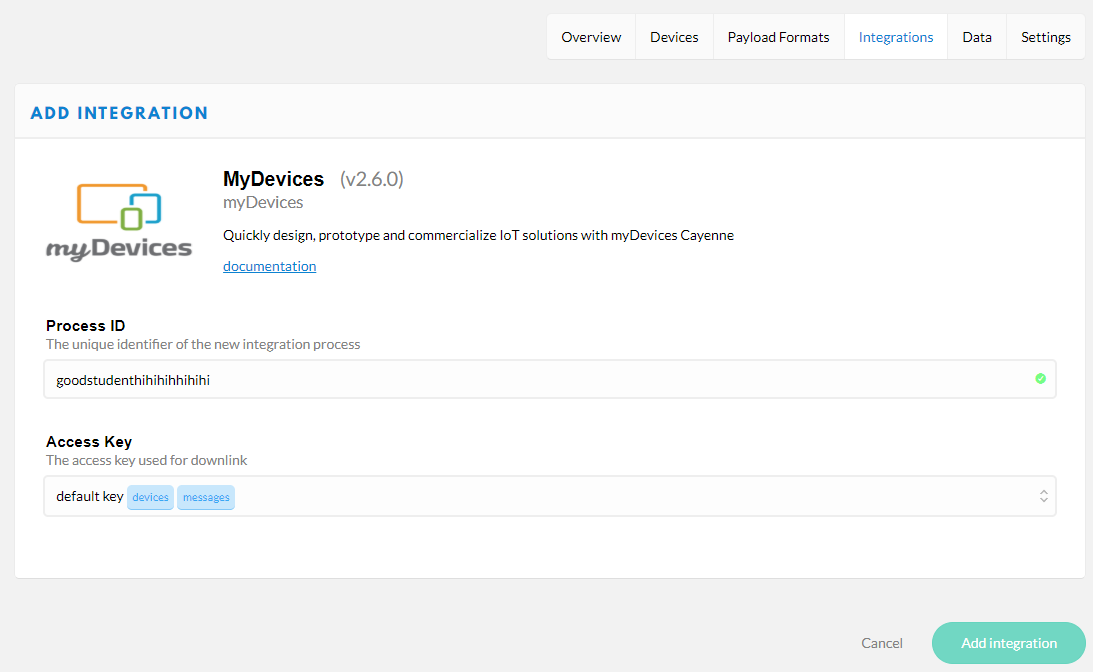 Overview Devices Payload Formats Integrations Data Settings
ADD INTEGRATION
myDevices
MyDevices (v2.6.0)
myDevices
Quickly design, prototype and commercialize IoT solutions with myDevices Cayenne
documentation
Process ID
The unique identifier of the new integration process
goodstudenthihihihhihihi
Access Key
The access key used for downlink
default key devices messages
Cancel Add integration